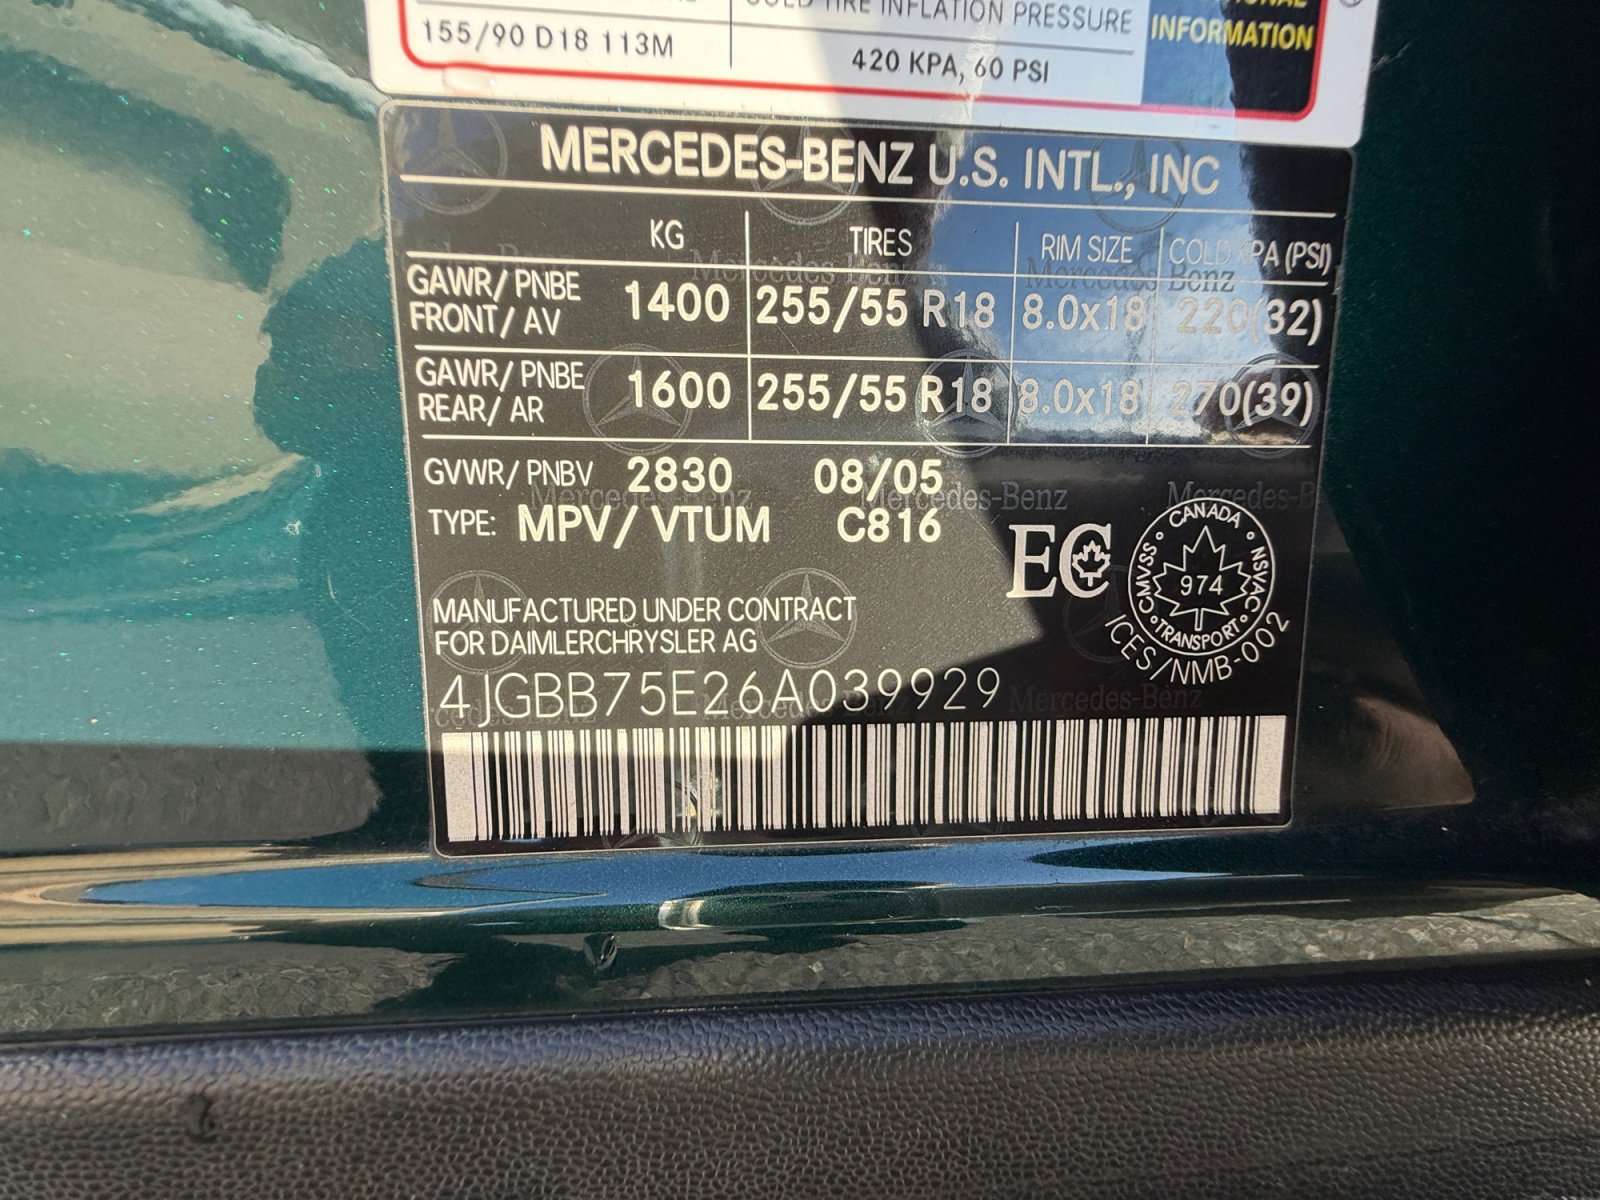 COLD TIRE INFLATION PRESSURE
155/90 D18 113M
420 KPA, 60 PSI
INFORMATION
MERCEDES-BENZ U.S. INTL., INC
KG TIRES RIM SIZE COLD KPA (PSI)
GAWR/ PNBE FRONT/ AV 1400 255/55 R18 8.0x18 220(32)
GAWR/ PNBE REAR/ AR 1600 255/55 R18 8.0x18 270(39)
GVWR/ PNBV 2830 08/05
TYPE: MPV/ VTUM C816
EC
CANADA
CMVSS NSVAC
974
TRANSPORT
ICES/NMB-002
MANUFACTURED UNDER CONTRACT
FOR DAIMLERCHRYSLER AG
4JGBB75E26A039929